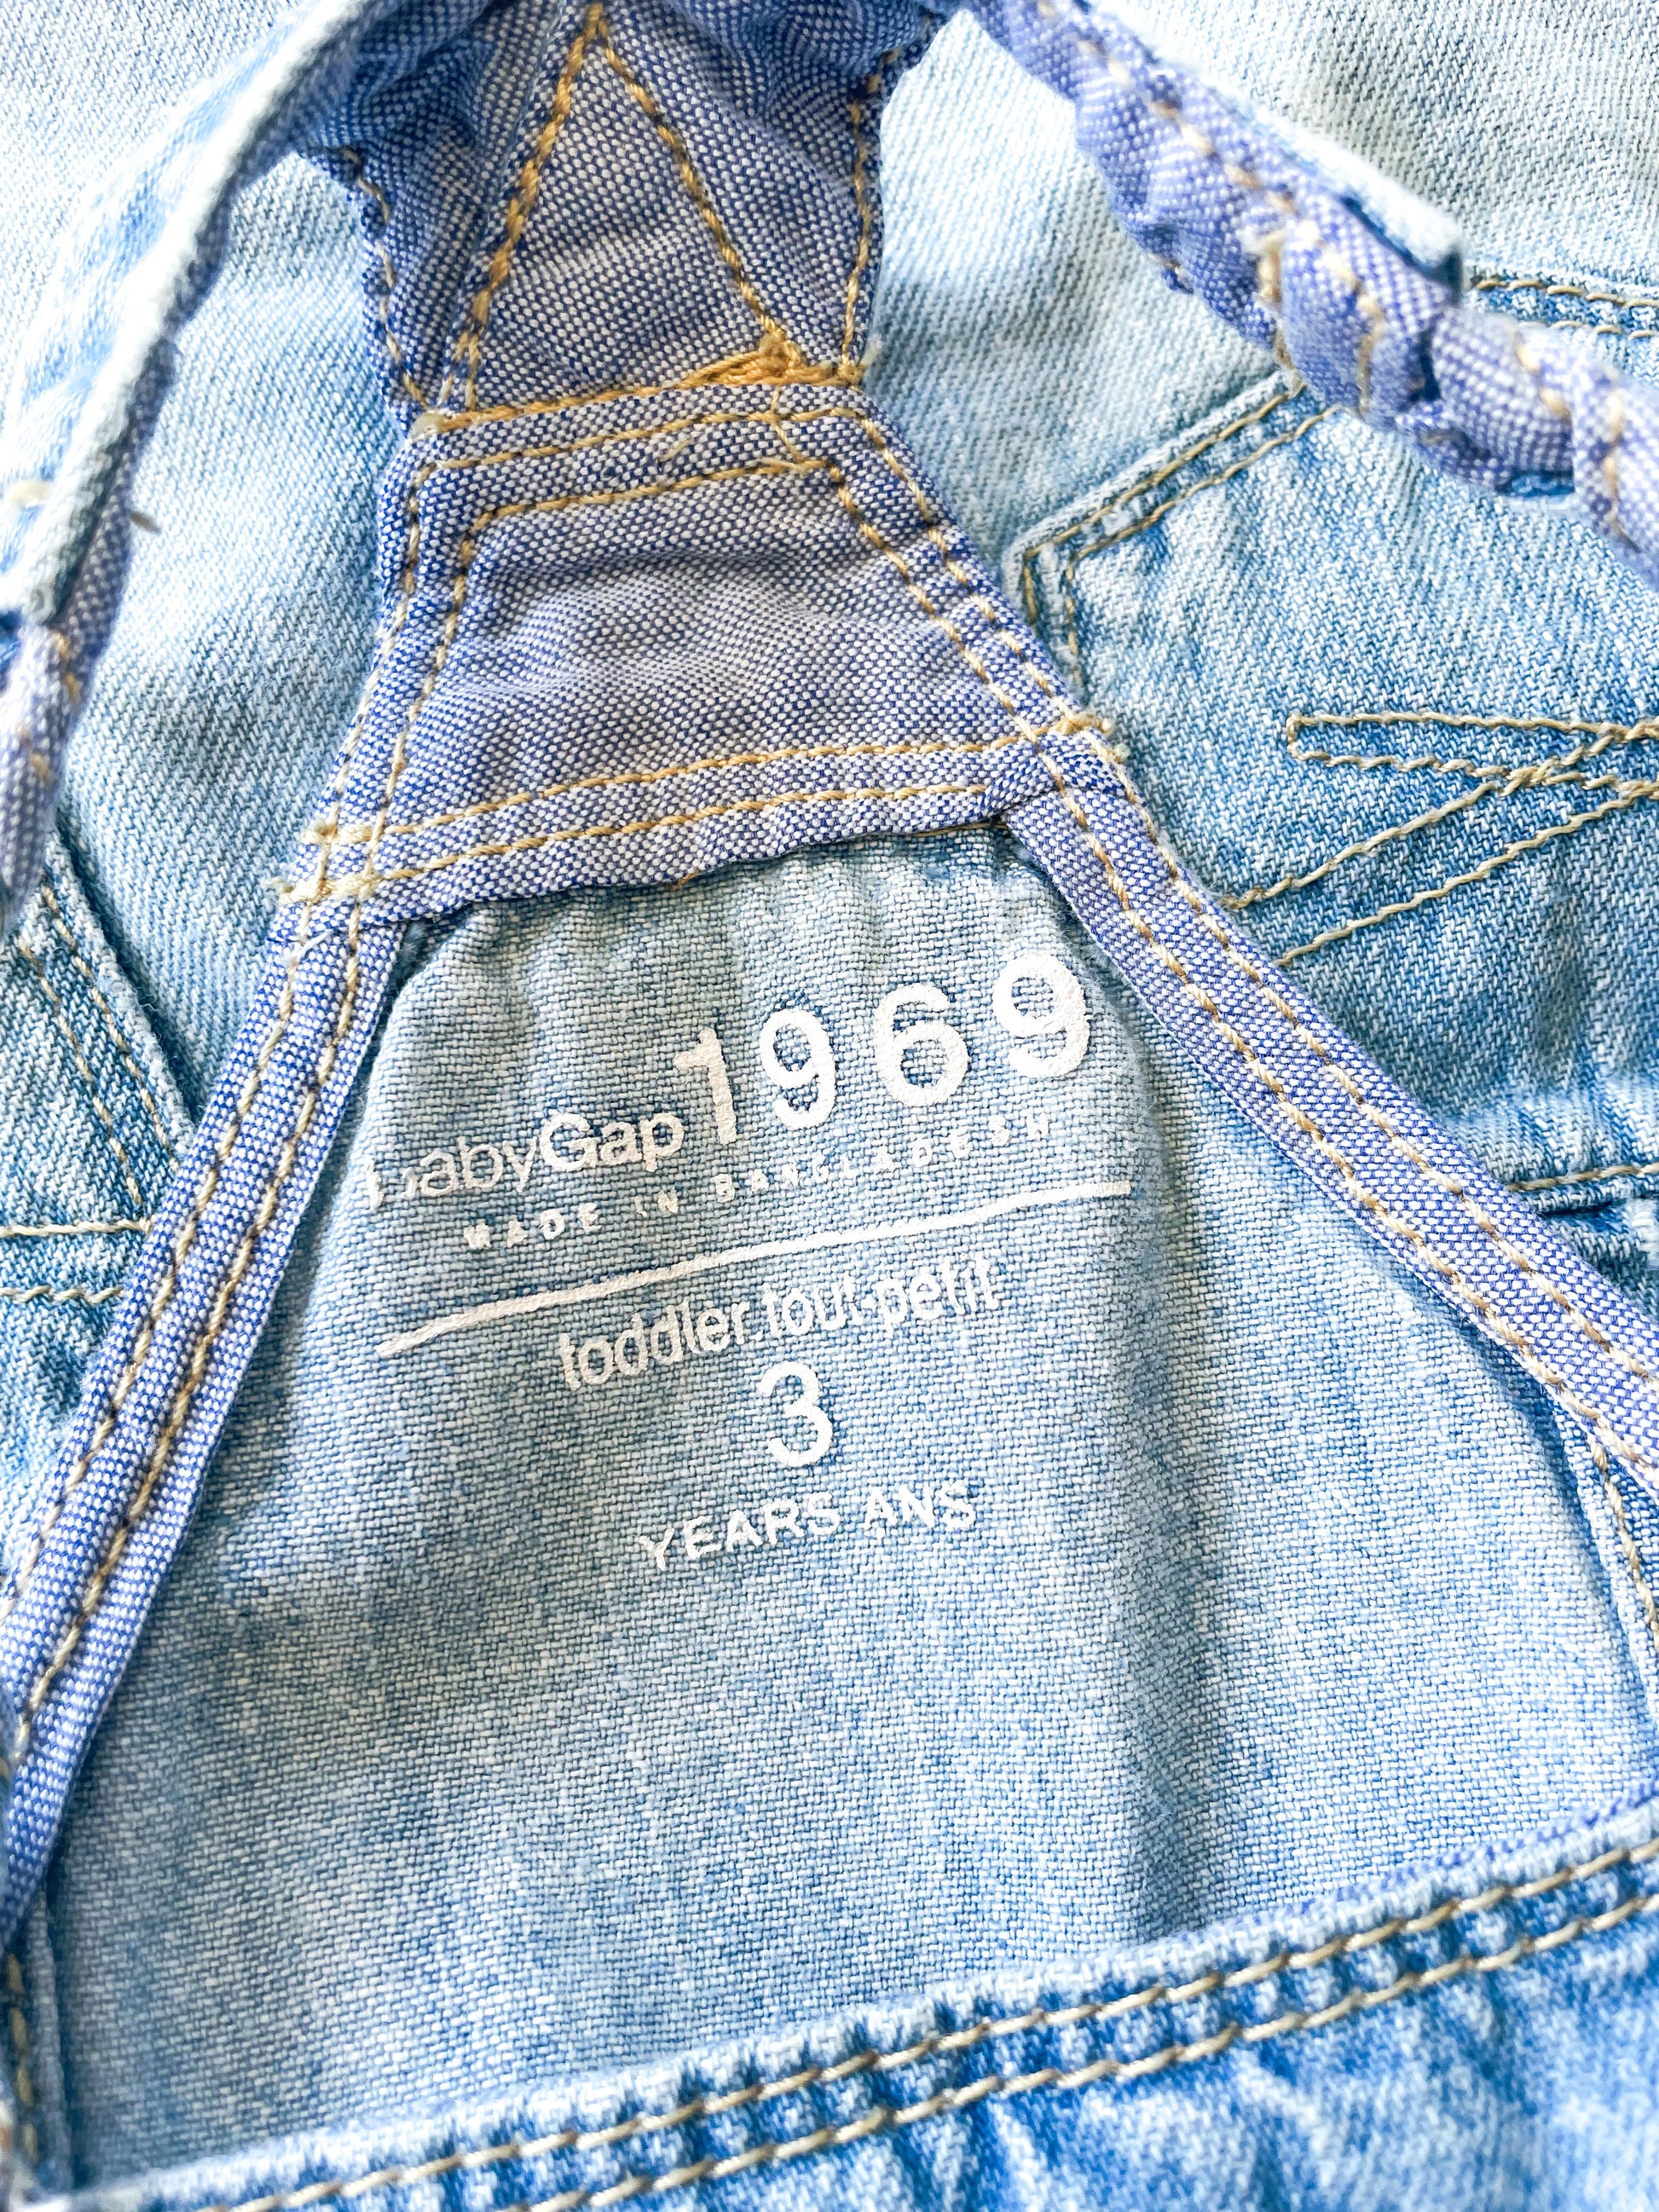 babyGap 1969
MADE IN BANGLADESH
toddler.tout-petit
3
YEARS ANS